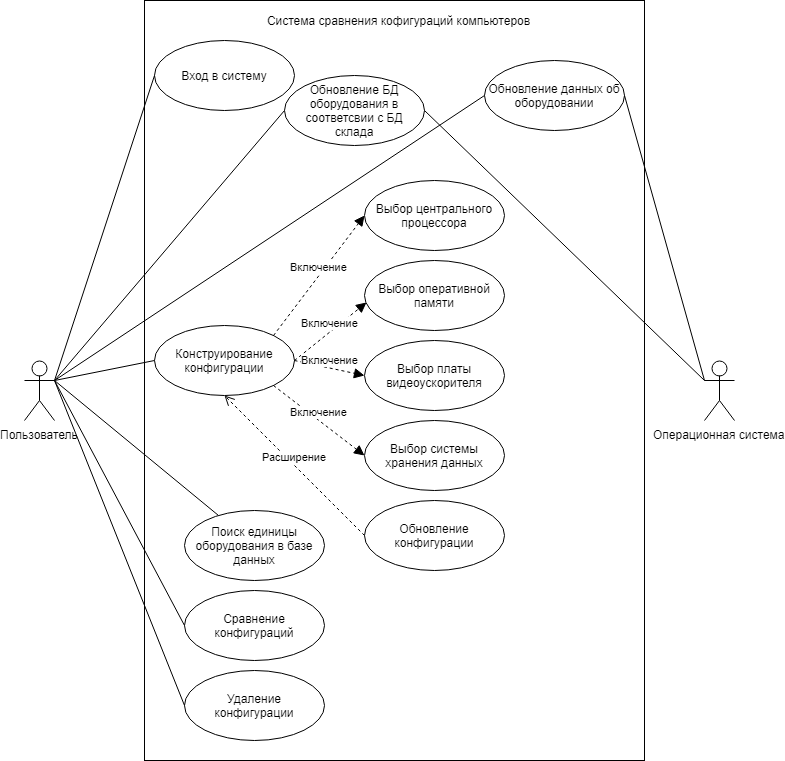 Система сравнения кофигураций компьютеров
Вход в систему
Обновление БД
оборудования в
соответсвии с БД
склада
Обновление данных об
оборудовании
Выбор центрального
процессора
Включение
Выбор оперативной
памяти
Включение
Конструирование
конфигурации
Включение
Выбор платы
видеоускорителя
Включение
Пользователь
Операционная система
Выбор системы
хранения данных
Расширение
Обновление
конфигурации
Поиск единицы
оборудования в базе
данных
Сравнение
конфигураций
Удаление
конфигурации